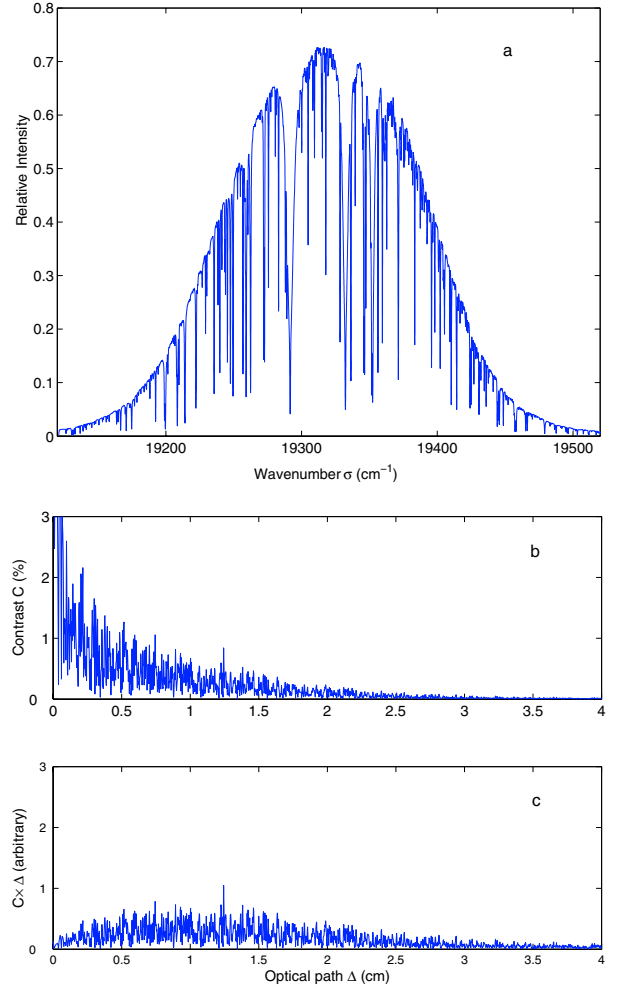 0.8
a
0.7
0.6
0.5
0.4
0.3
0.2
0.1
0
Relative Intensity
19200 19300 19400 19500
Wavenumber σ (cm⁻¹)
3
b
2
1
0
Contrast C (%)
0 0.5 1 1.5 2 2.5 3 3.5 4
3
c
2
1
0
C× Δ (arbitrary)
0 0.5 1 1.5 2 2.5 3 3.5 4
Optical path Δ (cm)